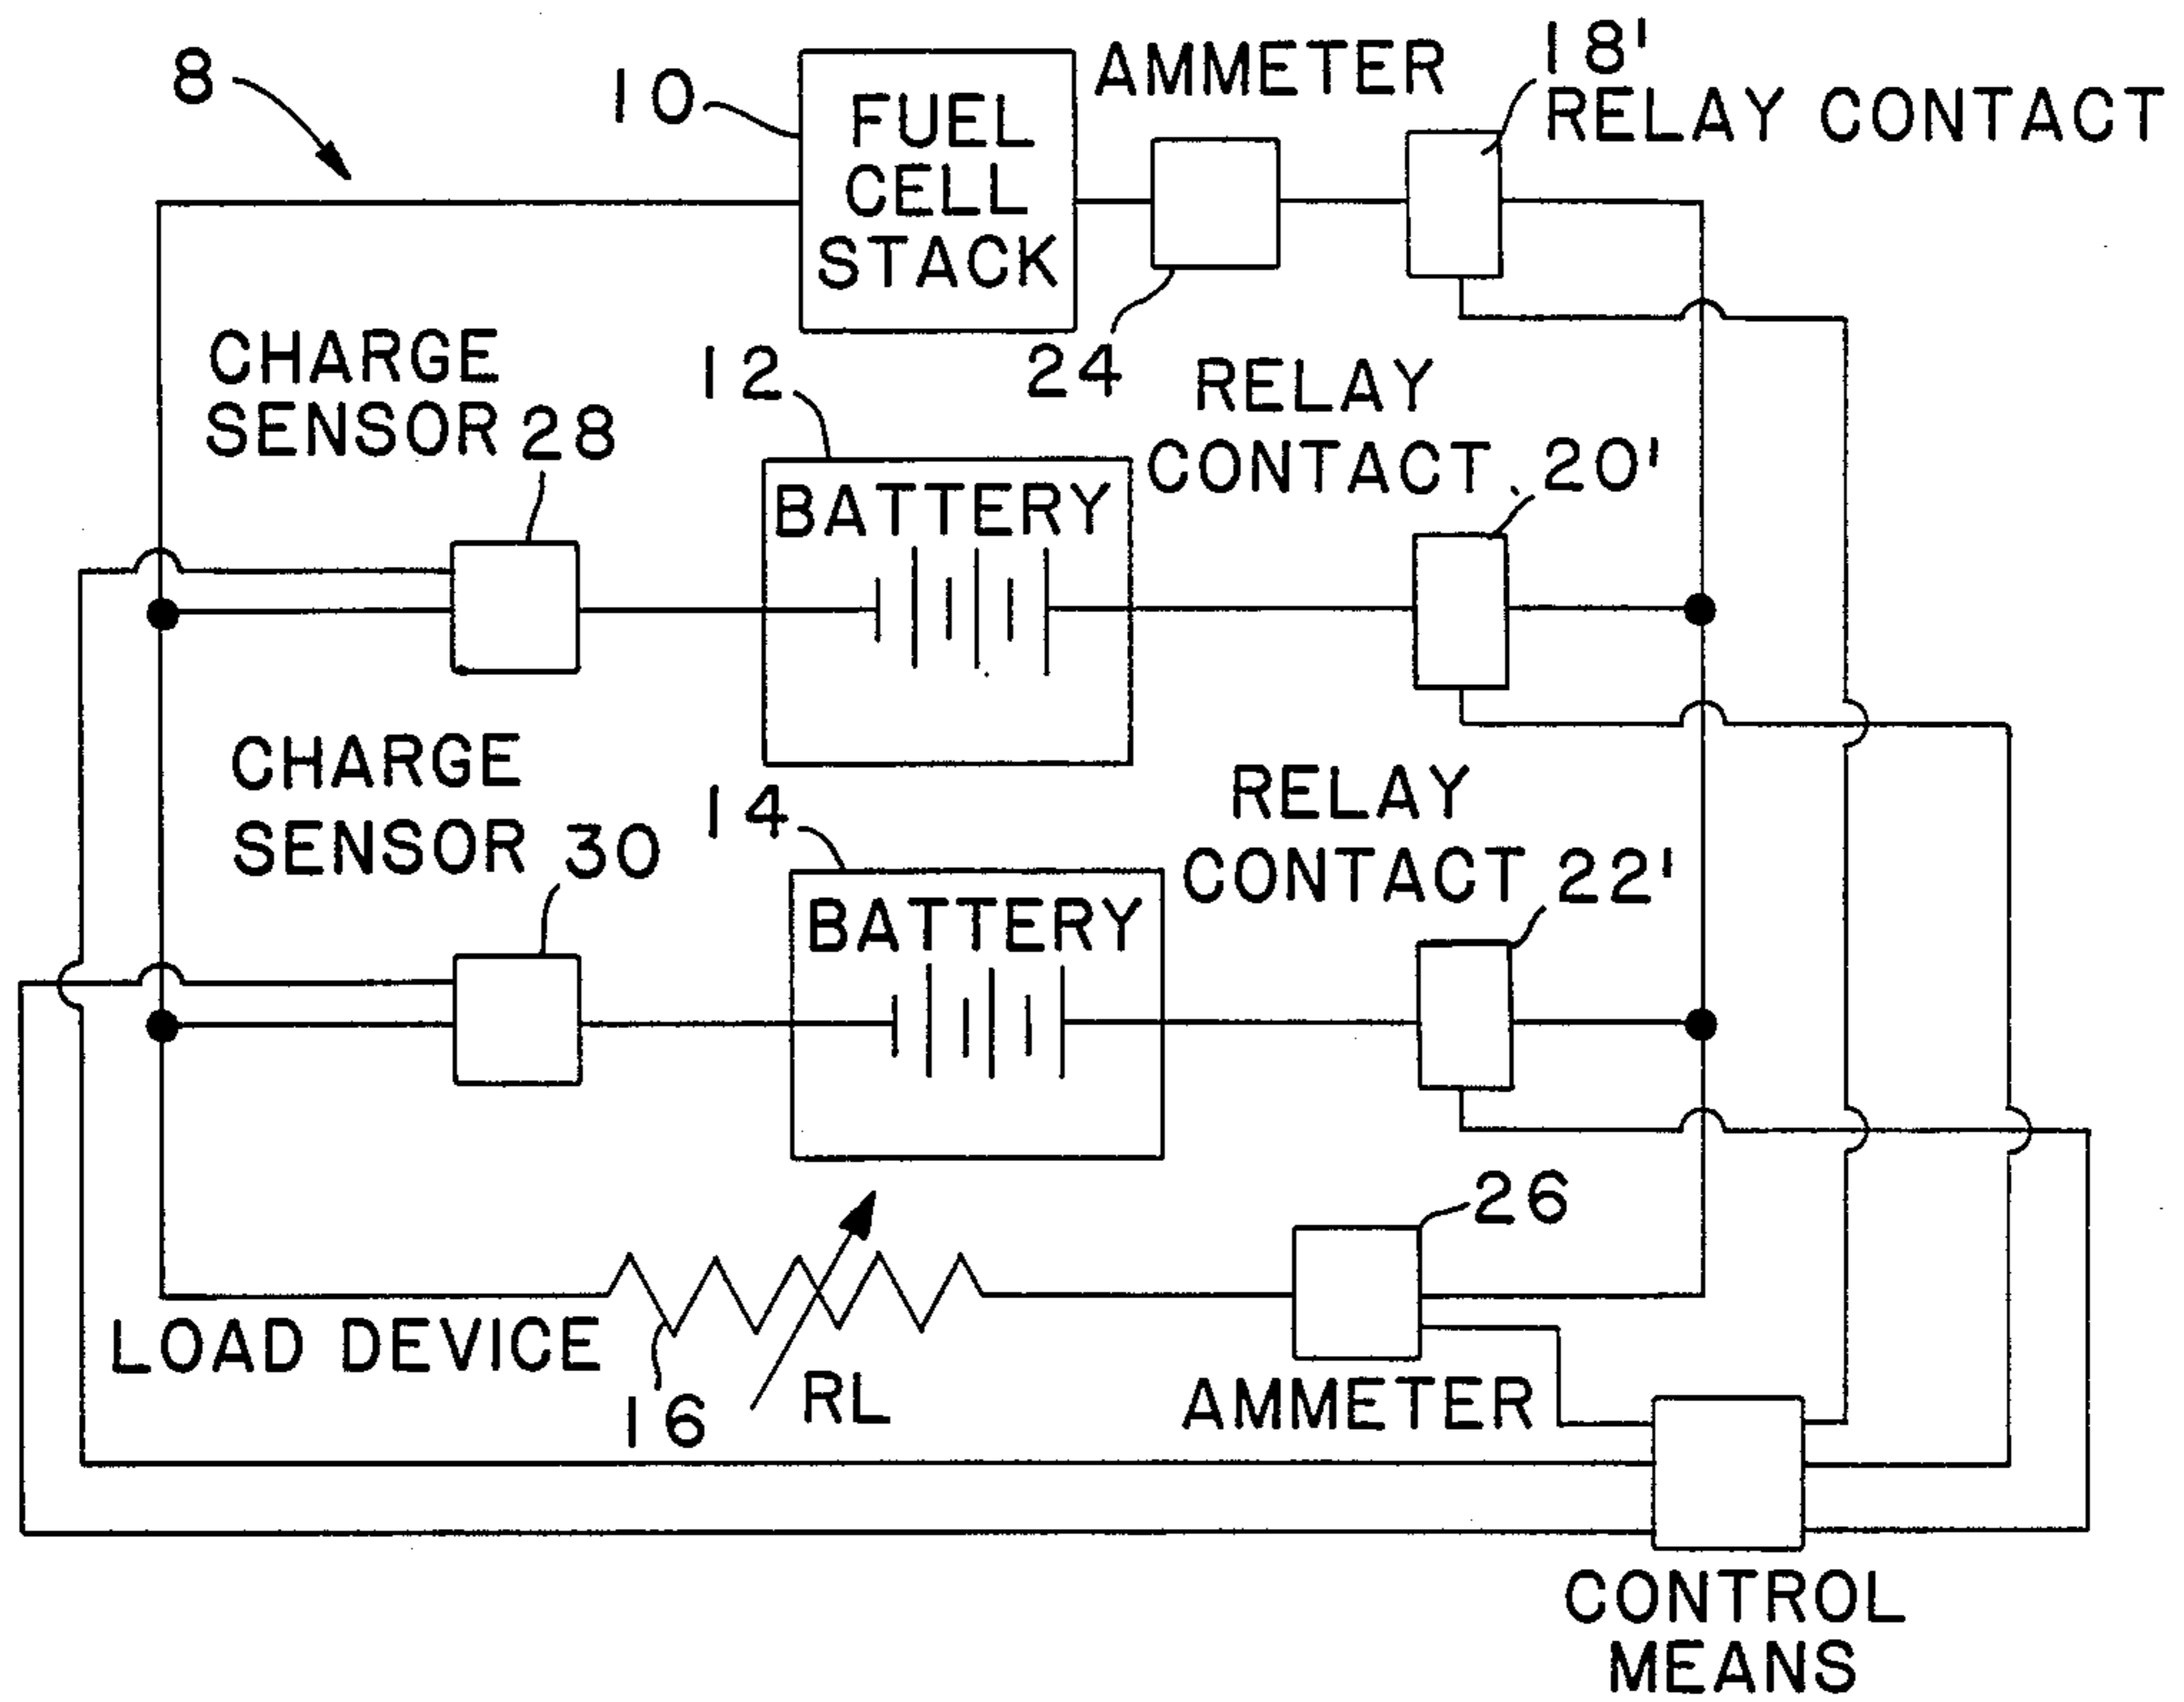 8
10
FUEL
CELL
STACK
AMMETER
18'
RELAY CONTACT
24
CHARGE
SENSOR 28
12
BATTERY
RELAY
CONTACT 20'
CHARGE
SENSOR 30
14
BATTERY
RELAY
CONTACT 22'
26
LOAD DEVICE
16
RL
AMMETER
CONTROL
MEANS